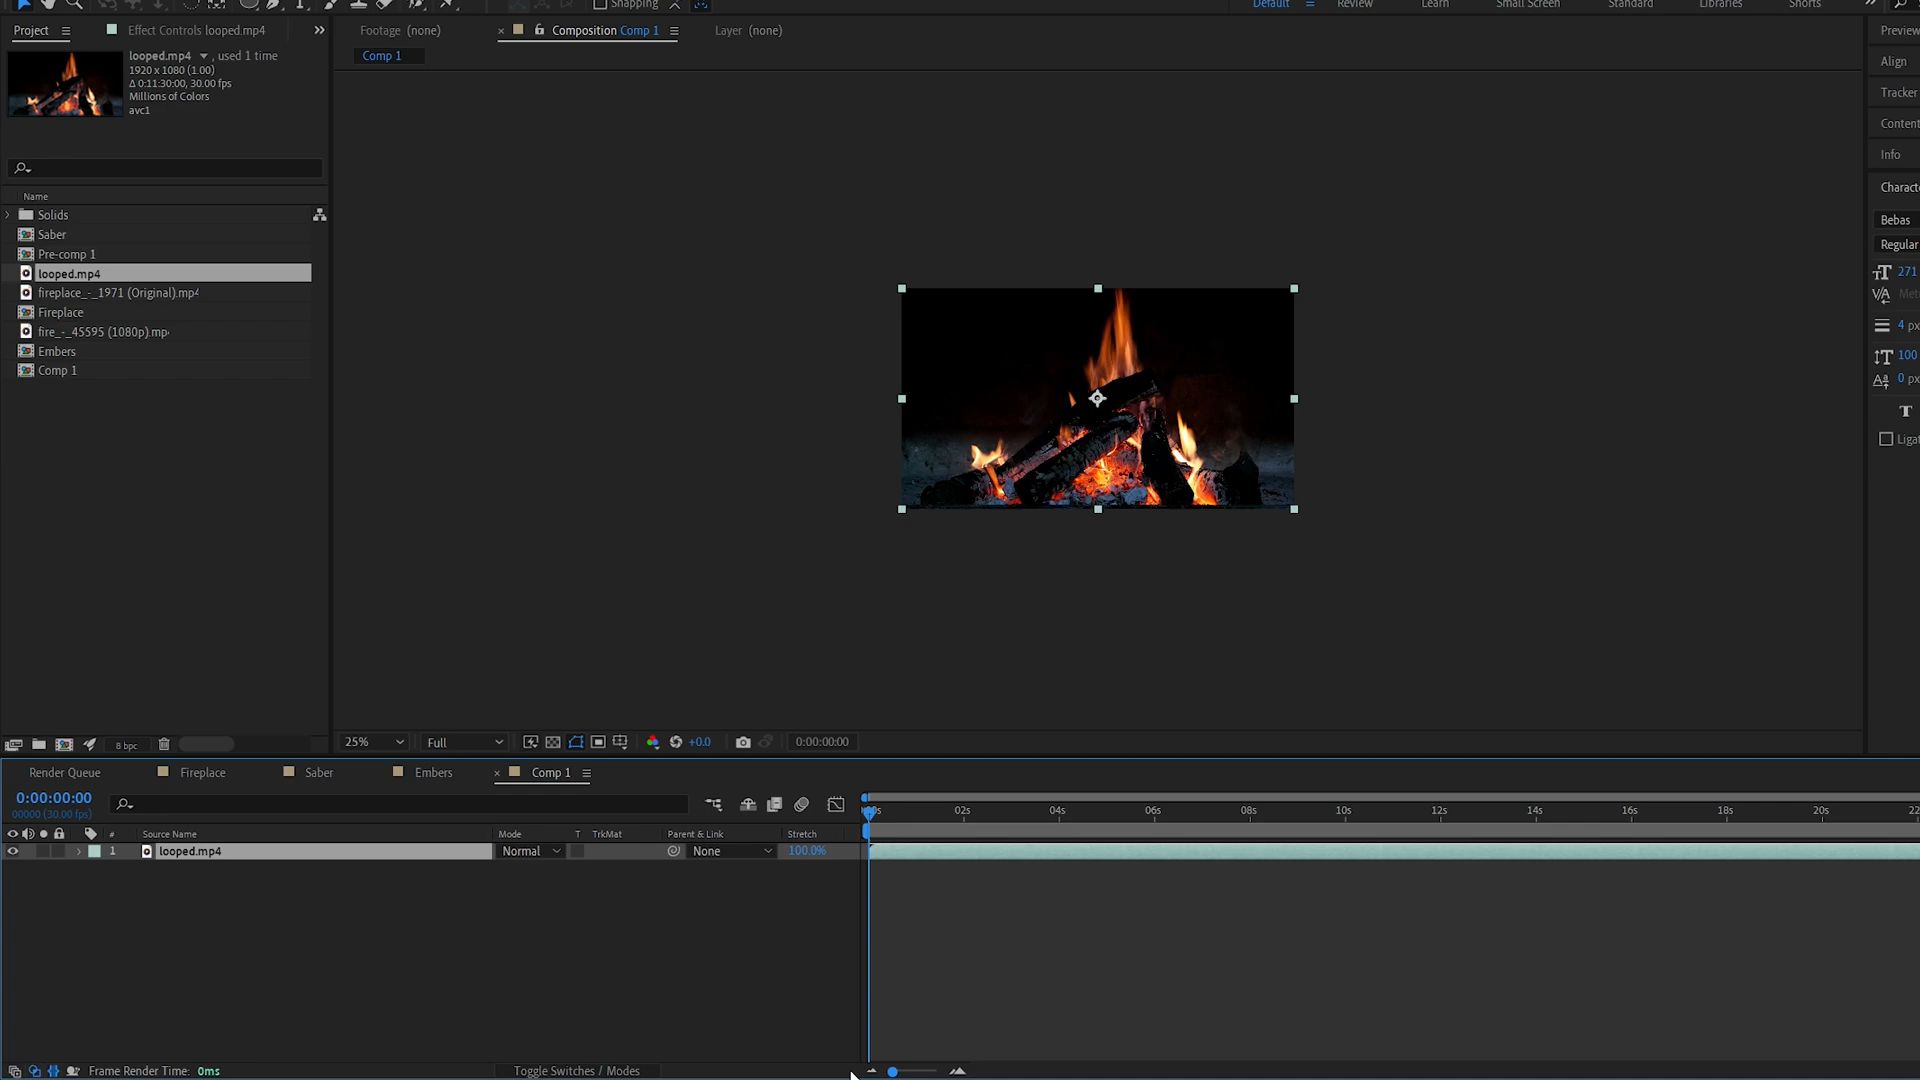 Snapping
Default
Review
Learn
Small Screen
Standard
Libraries
Shorts
Project
Effect Controls looped.mp4
Footage (none)
Composition Comp 1
Layer (none)
Comp 1
looped.mp4 , used 1 time
1920 x 1080 (1.00)
Δ 0:11:30:00, 30.00 fps
Millions of Colors
avc1
Name
Solids
Saber
Pre-comp 1
looped.mp4
fireplace_-_1971 (Original).mp4
Fireplace
fire_-_45595 (1080p).mp
Embers
Comp 1
8 bpc
Preview
Align
Tracker
Content
Info
Charact
Bebas
Regular
271
4 px
100
0 px
T
Ligat
25%
Full
+0.0
0:00:00:00
Render Queue
Fireplace
Saber
Embers
Comp 1
0:00:00:00
00000 (30.00 fps)
# Source Name
Mode
T TrkMat
Parent & Link
Stretch
1 looped.mp4
Normal
None
100.0%
02s 04s 06s 08s 10s 12s 14s 16s 18s 20s 22
Frame Render Time: 0ms
Toggle Switches / Modes